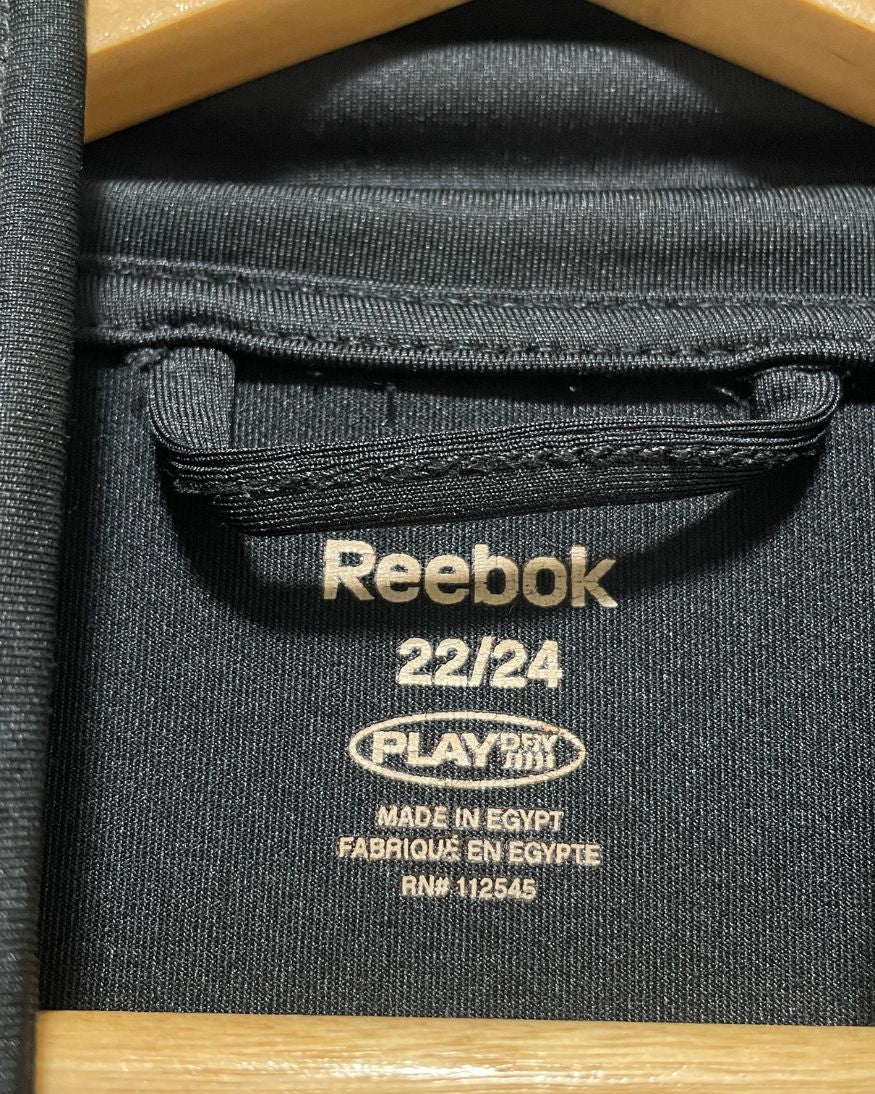 Reebok
22/24
PLAYDRY
MADE IN EGYPT
FABRIQUÉ EN EGYPTE
RN# 112545